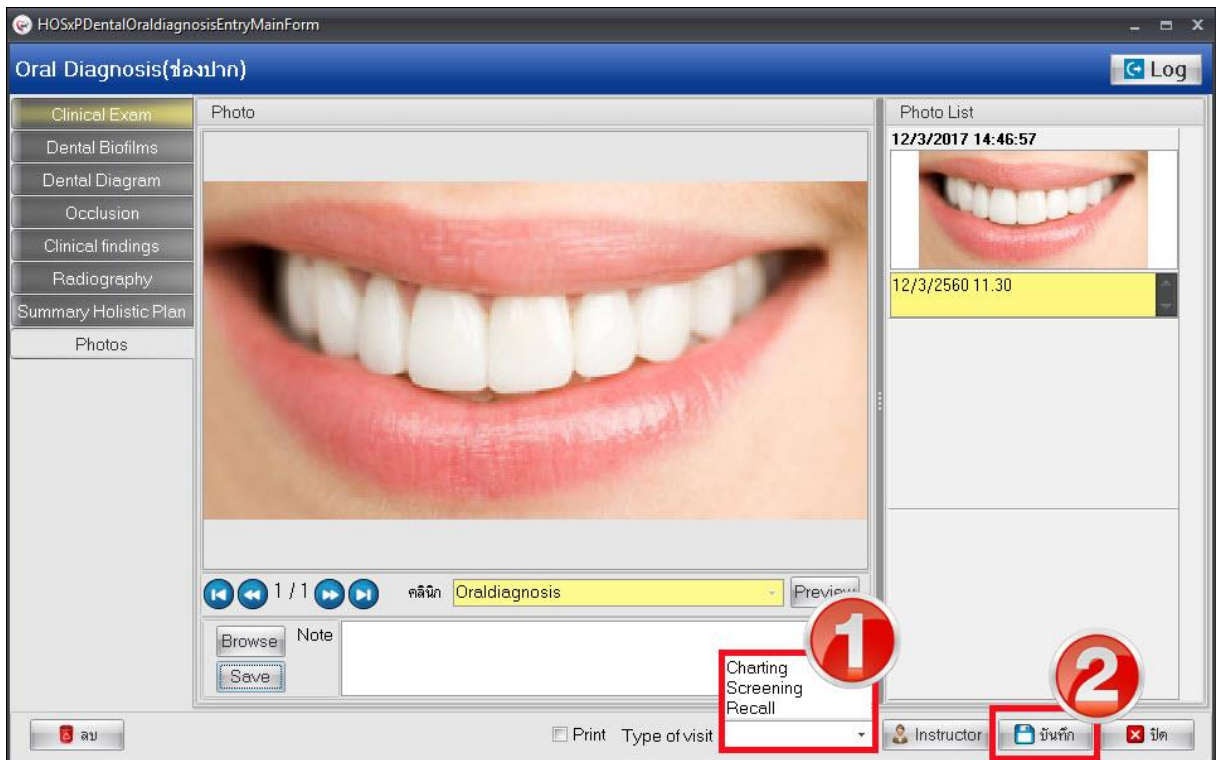 HOSxPDentalOraldiagnosisEntryMainForm
Oral Diagnosis(ช่องปาก)
Log
Clinical Exam
Dental Biofilms
Dental Diagram
Occlusion
Clinical findings
Radiography
Summary Holistic Plan
Photos
Photo
Photo List
12/3/2017 14:46:57
12/3/2560 11.30
1 / 1
คลินิก
Oraldiagnosis
Preview
Browse
Note
Save
1
Charting
Screening
Recall
2
ลบ
Print
Type of visit
Instructor
บันทึก
ปิด